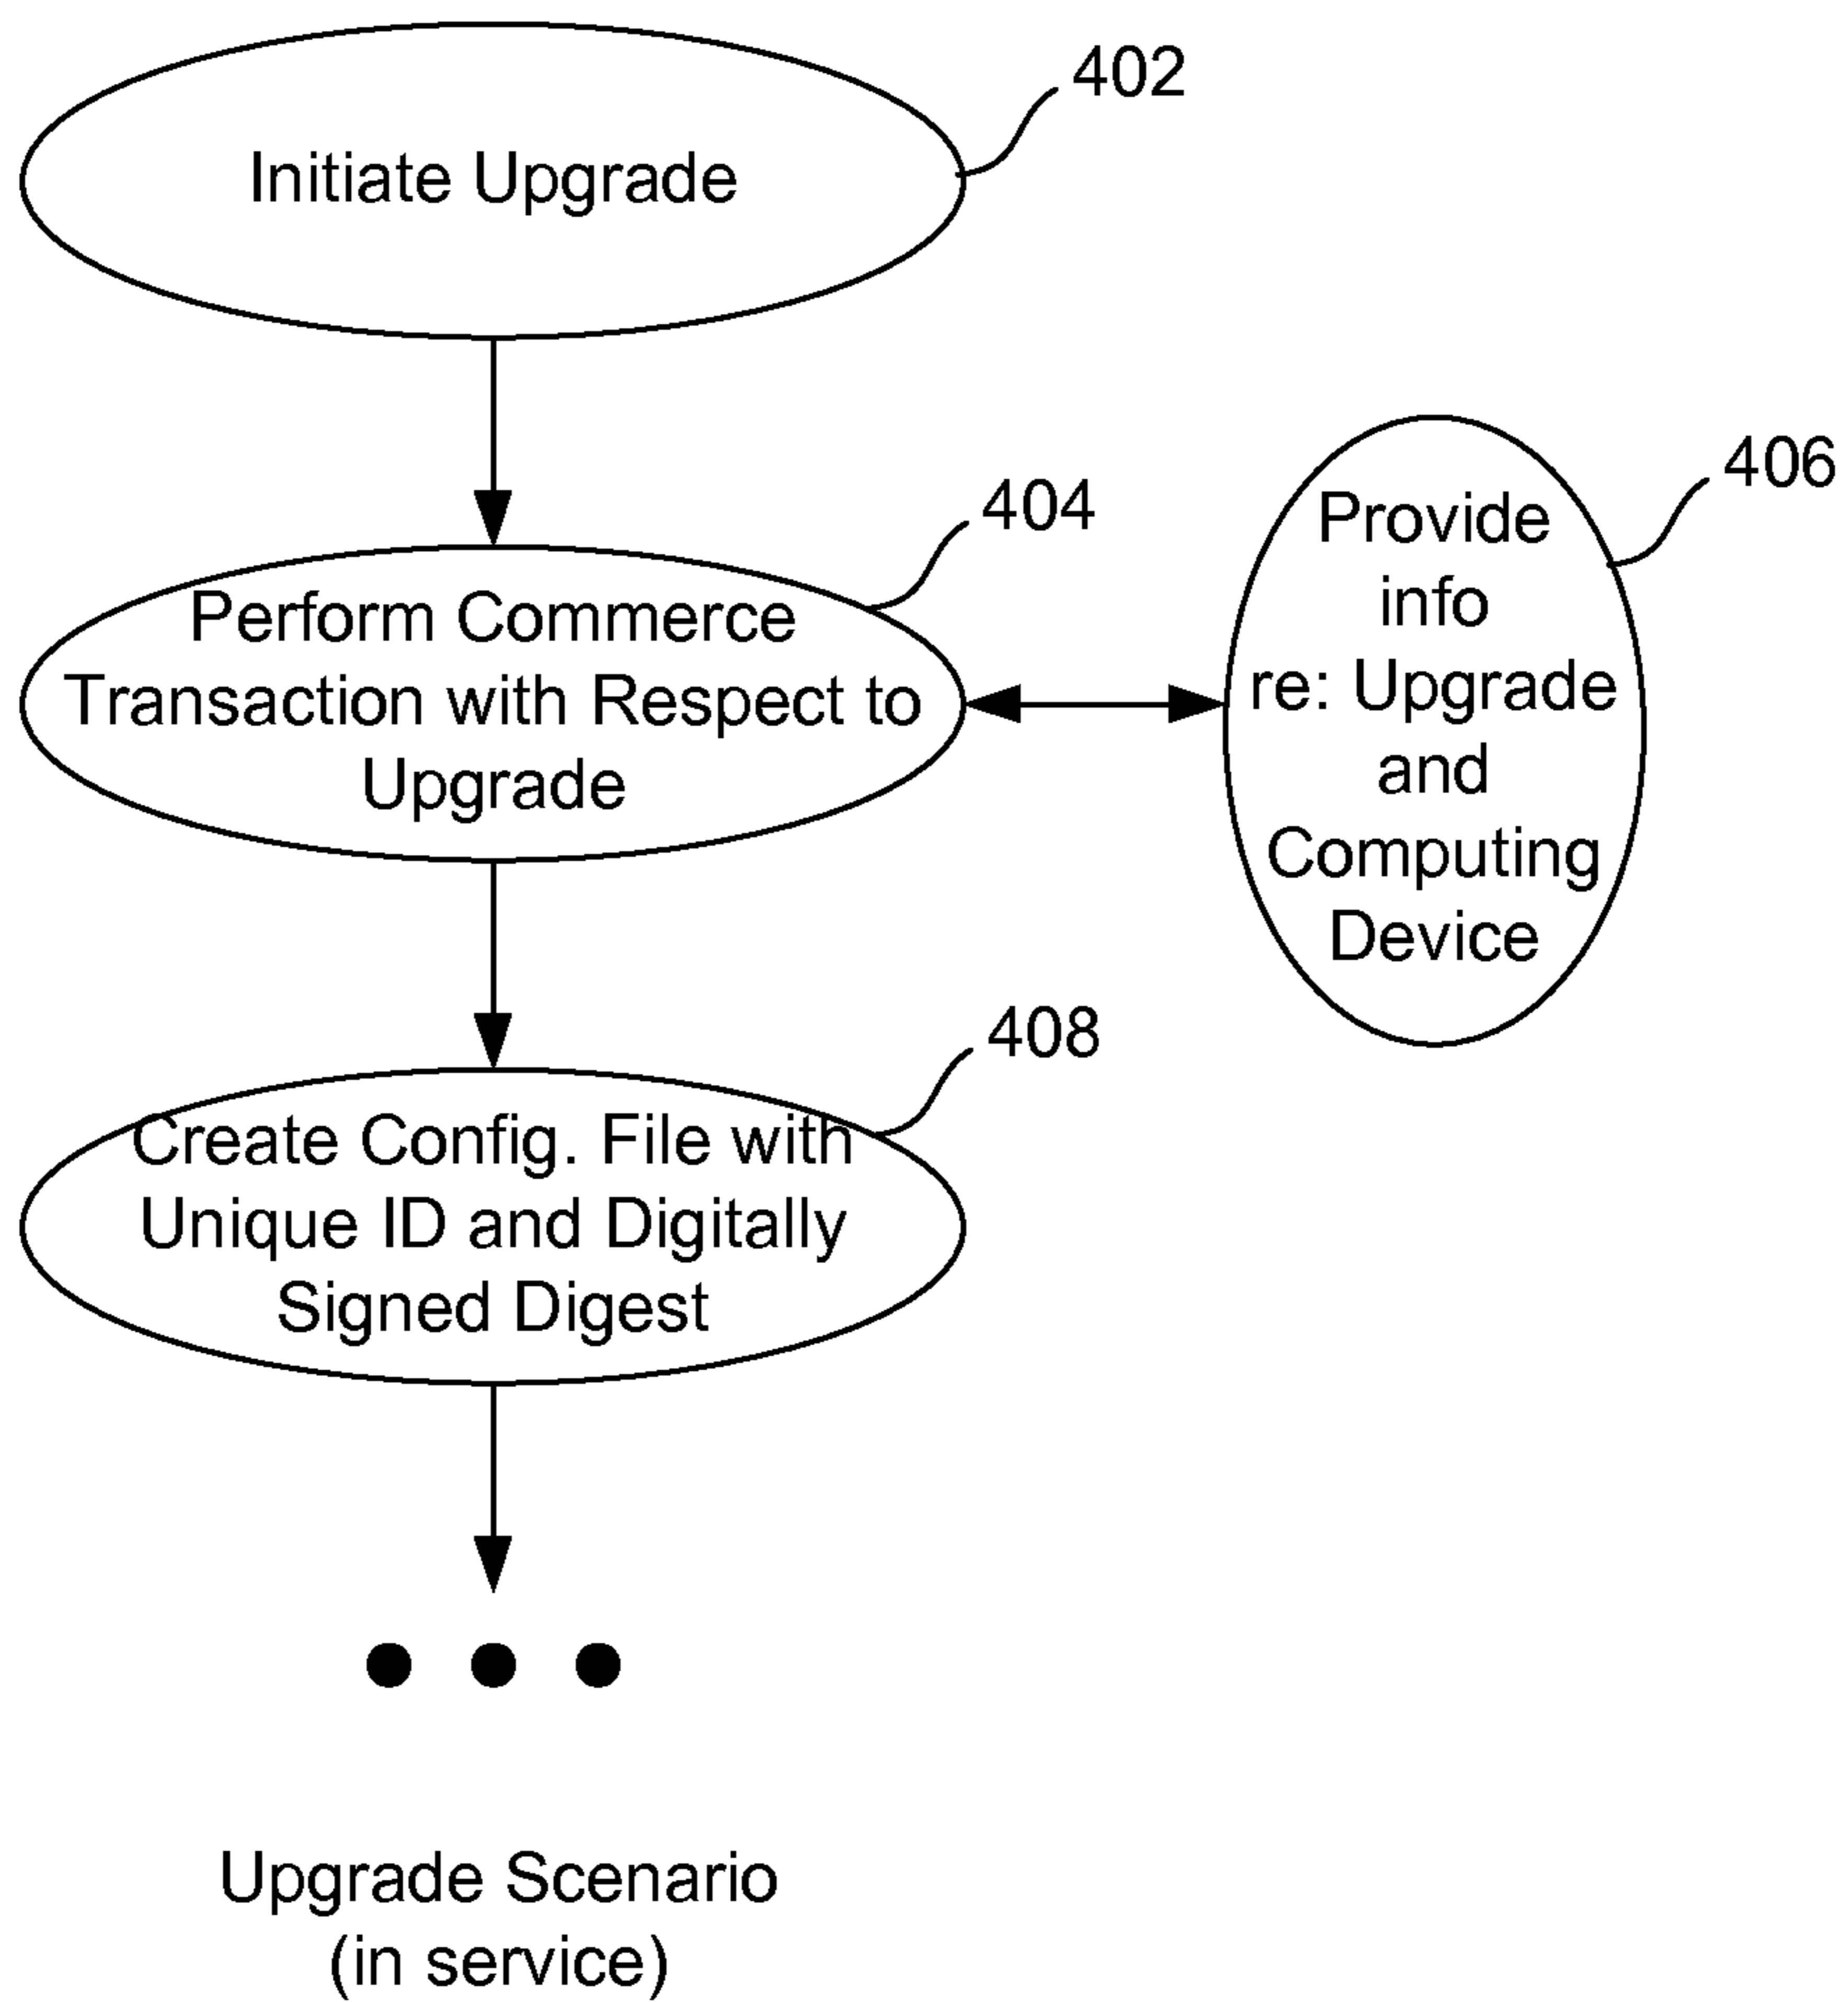 402
Initiate Upgrade
404
Perform Commerce
Transaction with Respect to
Upgrade
406
Provide
info
re: Upgrade
and
Computing
Device
408
Create Config. File with
Unique ID and Digitally
Signed Digest
Upgrade Scenario
(in service)